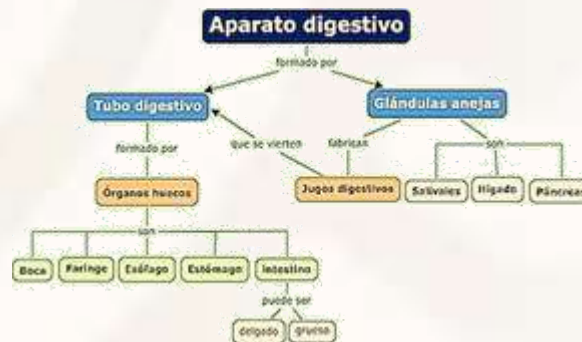 Aparato digestivo
formado por
Tubo digestivo
Glándulas anejas
formado por
que se vierten
fabrican
son
Órganos huecos
Jugos digestivos
Salivales
Hígado
Páncreas
son
Boca
Faringe
Esófago
Estómago
Intestino
puede ser
delgado
grueso